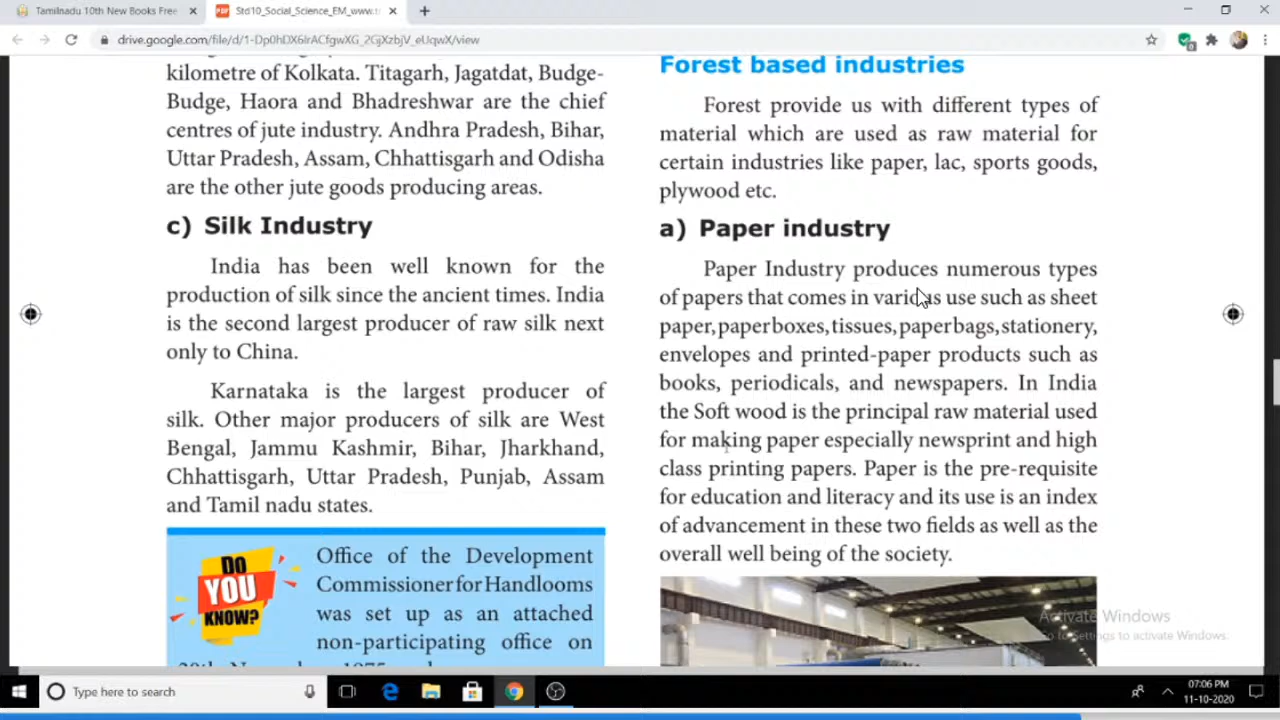 Tamilnadu 10th New Books Free
Std10_Social_Science_EM_www.t
drive.google.com/file/d/1-Dp0hDX6IrACfgwXG_2GjXzbjV_eUqwX/view
kilometre of Kolkata. Titagarh, Jagatdat, Budge-
Budge, Haora and Bhadreshwar are the chief
centres of jute industry. Andhra Pradesh, Bihar,
Uttar Pradesh, Assam, Chhattisgarh and Odisha
are the other jute goods producing areas.
c) Silk Industry
India has been well known for the
production of silk since the ancient times. India
is the second largest producer of raw silk next
only to China.
Karnataka is the largest producer of
silk. Other major producers of silk are West
Bengal, Jammu Kashmir, Bihar, Jharkhand,
Chhattisgarh, Uttar Pradesh, Punjab, Assam
and Tamil nadu states.
DO
YOU
KNOW?
Office of the Development
Commissioner for Handlooms
was set up as an attached
non-participating office on
Forest based industries
Forest provide us with different types of
material which are used as raw material for
certain industries like paper, lac, sports goods,
plywood etc.
a) Paper industry
Paper Industry produces numerous types
of papers that comes in various use such as sheet
paper, paperboxes, tissues, paperbags, stationery,
envelopes and printed-paper products such as
books, periodicals, and newspapers. In India
the Soft wood is the principal raw material used
for making paper especially newsprint and high
class printing papers. Paper is the pre-requisite
for education and literacy and its use is an index
of advancement in these two fields as well as the
overall well being of the society.
Activate Windows
Go to Settings to activate Windows.
Type here to search
07:06 PM
11-10-2020